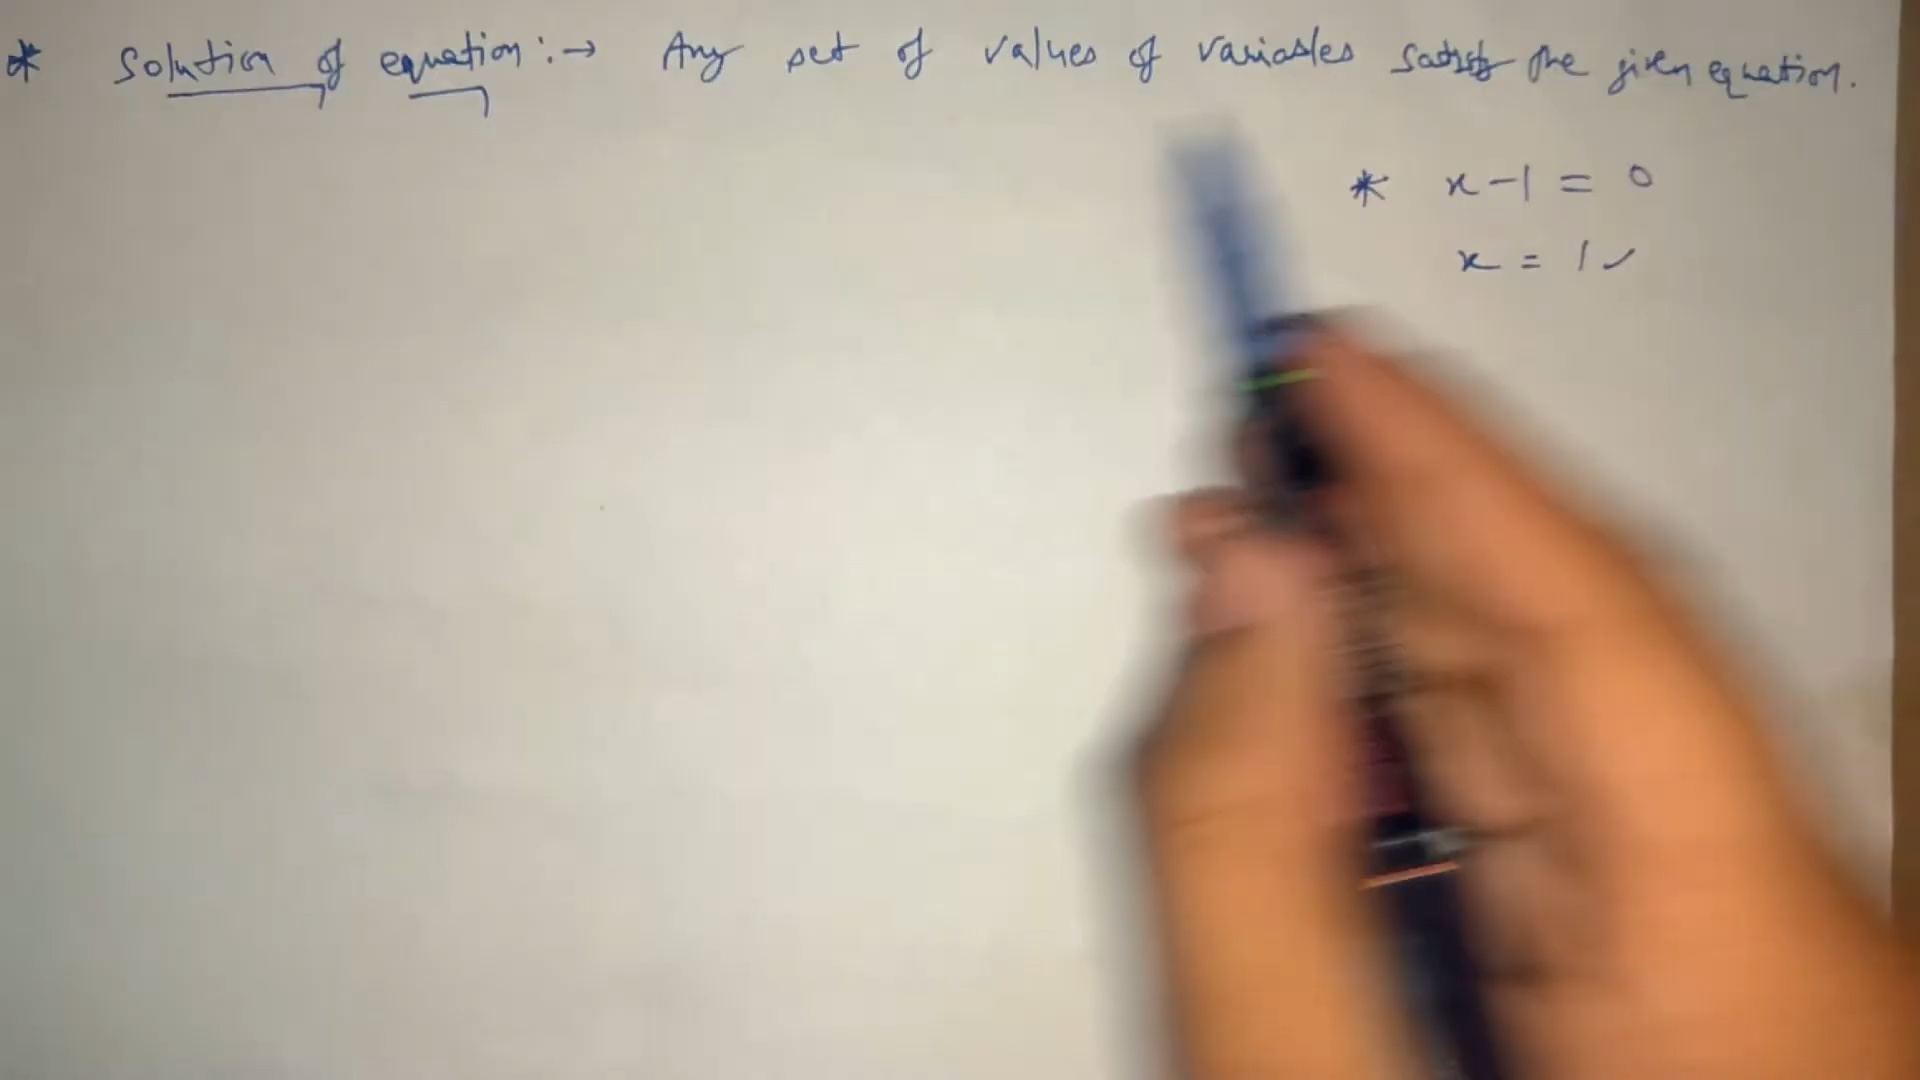 * Solution of equation :→ Any set of values of variables satisfy the given equation.
* x - 1 = 0
x = 1 ✓